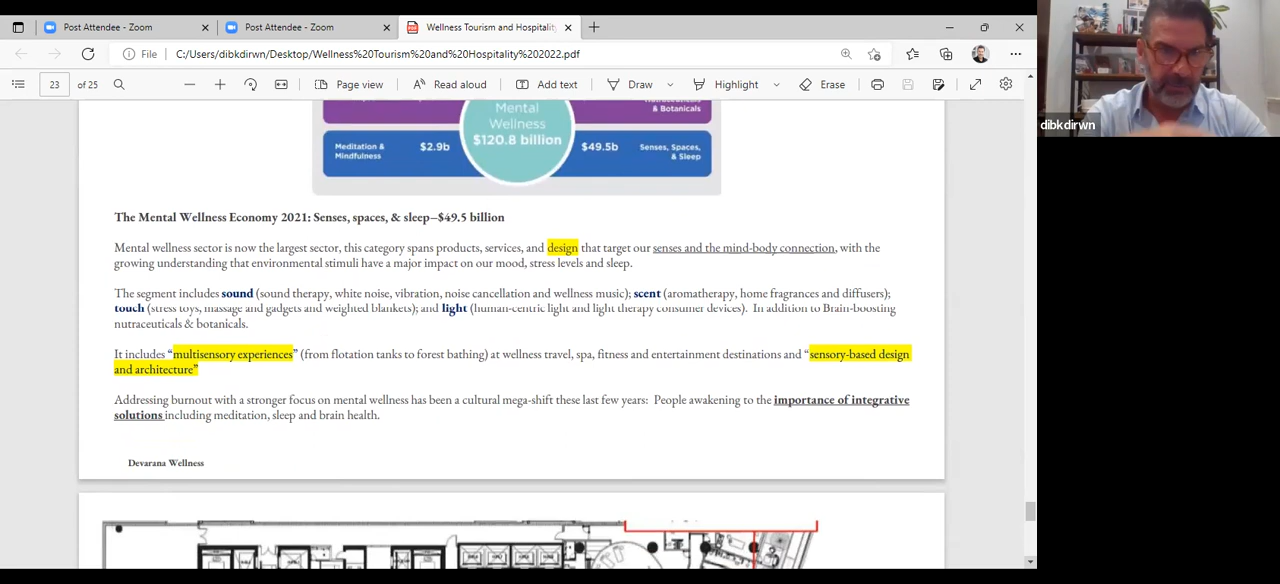 Post Attendee - Zoom
Post Attendee - Zoom
Wellness Tourism and Hospitalit
File C:/Users/dibkdirwn/Desktop/Wellness%20Tourism%20and%20Hospitality%202022.pdf
23 of 25 Page view Read aloud Add text Draw Highlight Erase
dibkdirwn
Mental
Wellness
$120.8 billion
& Botanicals
Meditation &
Mindfulness
$2.9b
$49.5b
Senses, Spaces,
& Sleep
The Mental Wellness Economy 2021: Senses, spaces, & sleep—$49.5 billion
Mental wellness sector is now the largest sector, this category spans products, services, and design that target our senses and the mind-body connection, with the
growing understanding that environmental stimuli have a major impact on our mood, stress levels and sleep.
The segment includes sound (sound therapy, white noise, vibration, noise cancellation and wellness music); scent (aromatherapy, home fragrances and diffusers);
touch (stress toys, massage and gadgets and weighted blankets); and light (human-centric light and light therapy consumer devices). In addition to Brain-boosting
nutraceuticals & botanicals.
It includes “multisensory experiences” (from flotation tanks to forest bathing) at wellness travel, spa, fitness and entertainment destinations and “sensory-based design
and architecture”
Addressing burnout with a stronger focus on mental wellness has been a cultural mega-shift these last few years: People awakening to the importance of integrative
solutions including meditation, sleep and brain health.
Devarana Wellness